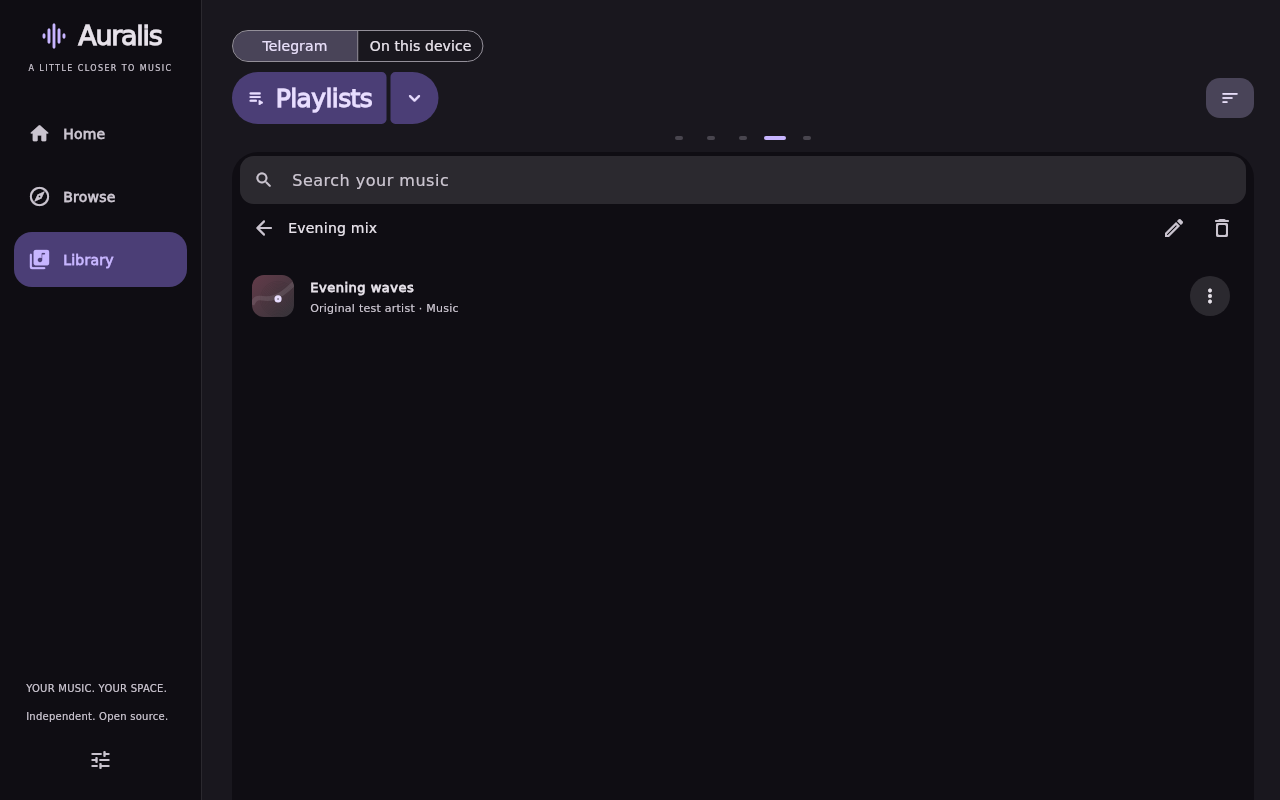 Auralis
A LITTLE CLOSER TO MUSIC
Home
Browse
Library
YOUR MUSIC. YOUR SPACE.
Independent. Open source.
Telegram
On this device
Playlists
Search your music
Evening mix
Evening waves
Original test artist · Music